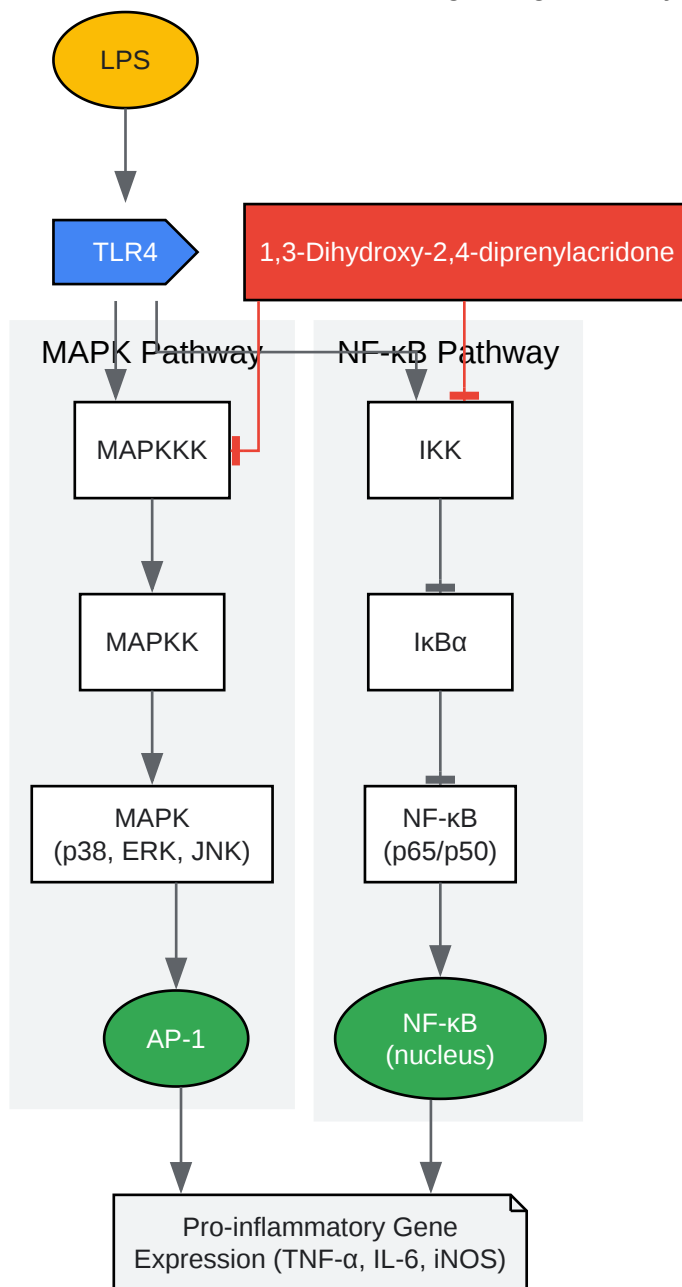 LPS
TLR4
1,3-Dihydroxy-2,4-diprenylacridone
MAPK Pathway
NF-κB Pathway
MAPKKK
IKK
MAPKK
IκBα
MAPK
(p38, ERK, JNK)
NF-κB
(p65/p50)
AP-1
NF-κB
(nucleus)
Pro-inflammatory Gene
Expression (TNF-α, IL-6, iNOS)